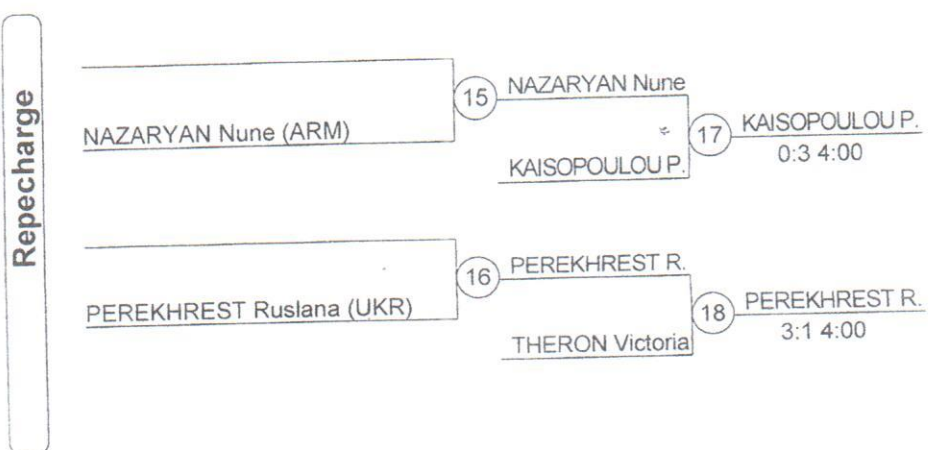 Repechage
NAZARYAN Nune (ARM)
15
NAZARYAN Nune
KAISOPOULOU P.
17
KAISOPOULOU P.
0:3 4:00
PEREKHREST Ruslana (UKR)
16
PEREKHREST R.
THERON Victoria
18
PEREKHREST R.
3:1 4:00